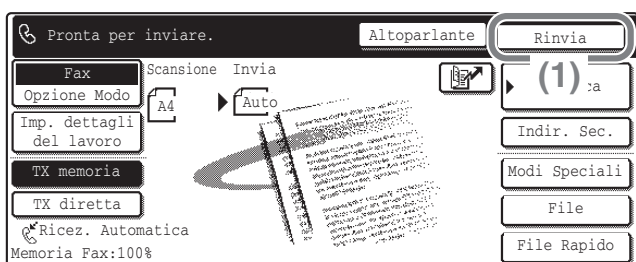 Pronta per inviare.
Altoparlante
Rinvia
(1)
Fax
Opzione Modo
Scansione
Invia
A4
Auto
Imp. dettagli
del lavoro
Indir. Sec.
TX memoria
Modi Speciali
TX diretta
File
Ricez. Automatica
Memoria Fax:100%
File Rapido